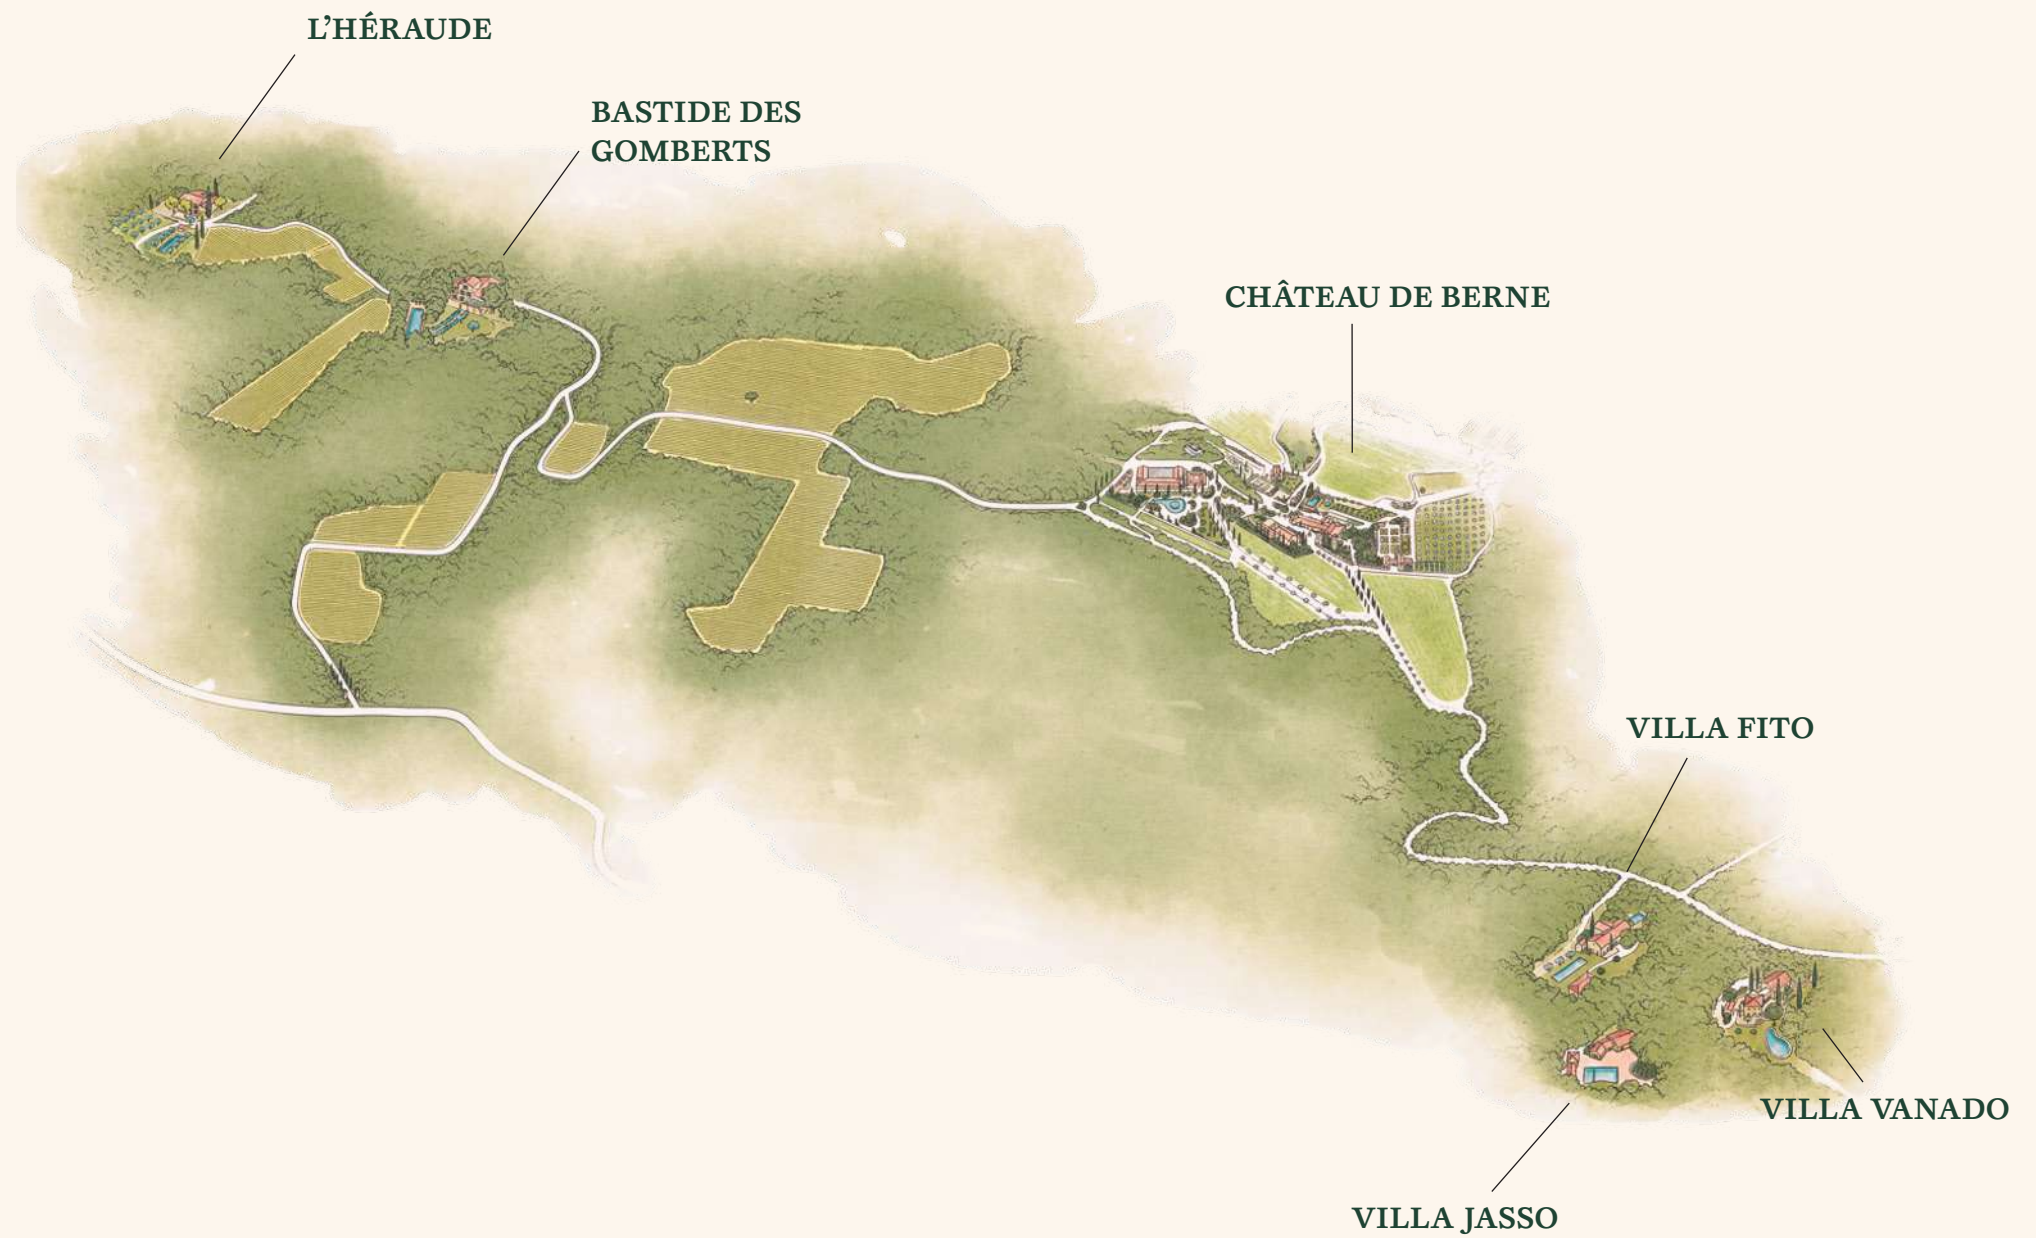 L’HÉRAUDE
BASTIDE DES
GOMBERTS
CHÂTEAU DE BERNE
VILLA FITO
VILLA VANADO
VILLA JASSO